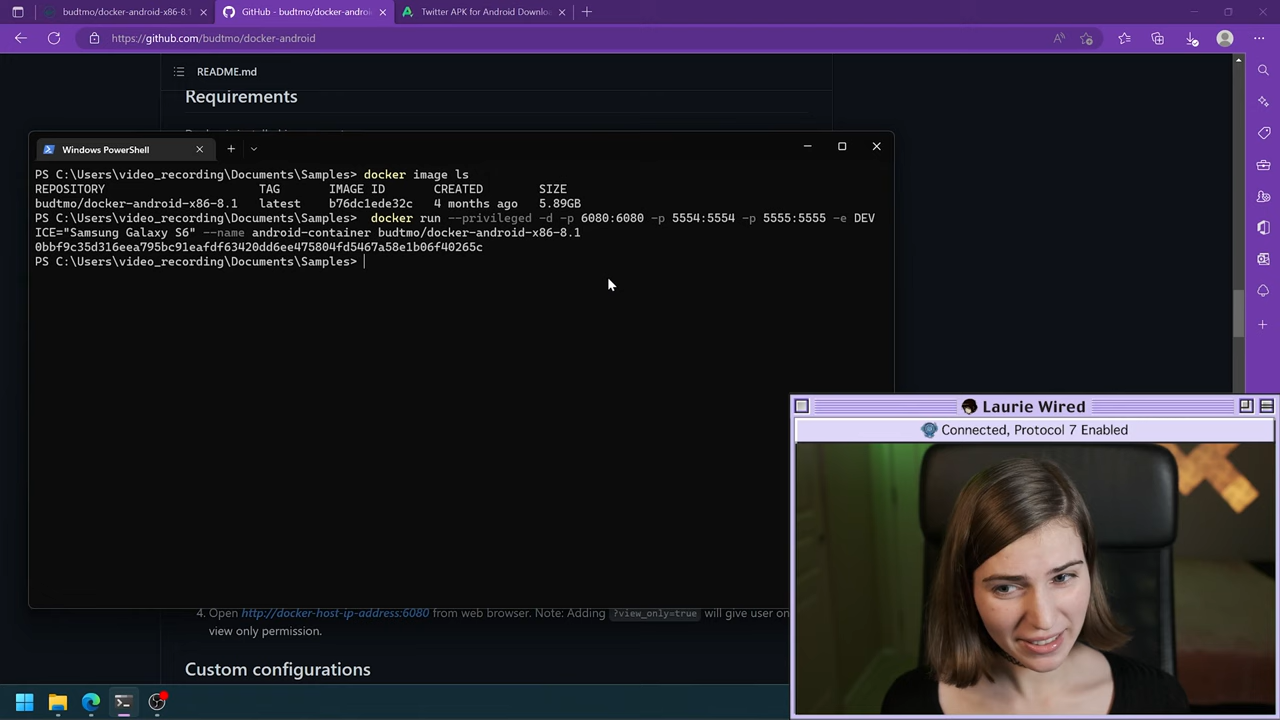 budtmo/docker-android-x86-8.1
GitHub - budtmo/docker-androi
Twitter APK for Android Downlo
https://github.com/budtmo/docker-android
README.md
Requirements
Windows PowerShell
PS C:\Users\video_recording\Documents\Samples> docker image ls
REPOSITORY TAG IMAGE ID CREATED SIZE
budtmo/docker-android-x86-8.1 latest b76dc1ede32c 4 months ago 5.89GB
PS C:\Users\video_recording\Documents\Samples> docker run --privileged -d -p 6080:6080 -p 5554:5554 -p 5555:5555 -e DEV
ICE="Samsung Galaxy S6" --name android-container budtmo/docker-android-x86-8.1
0bbf9c35d316eea795bc91eafdf63420dd6ee475804fd5467a58e1b06f40265c
PS C:\Users\video_recording\Documents\Samples>
Laurie Wired
Connected, Protocol 7 Enabled
4. Open http://docker-host-ip-address:6080 from web browser. Note: Adding ?view_only=true will give user on
view only permission.
Custom configurations